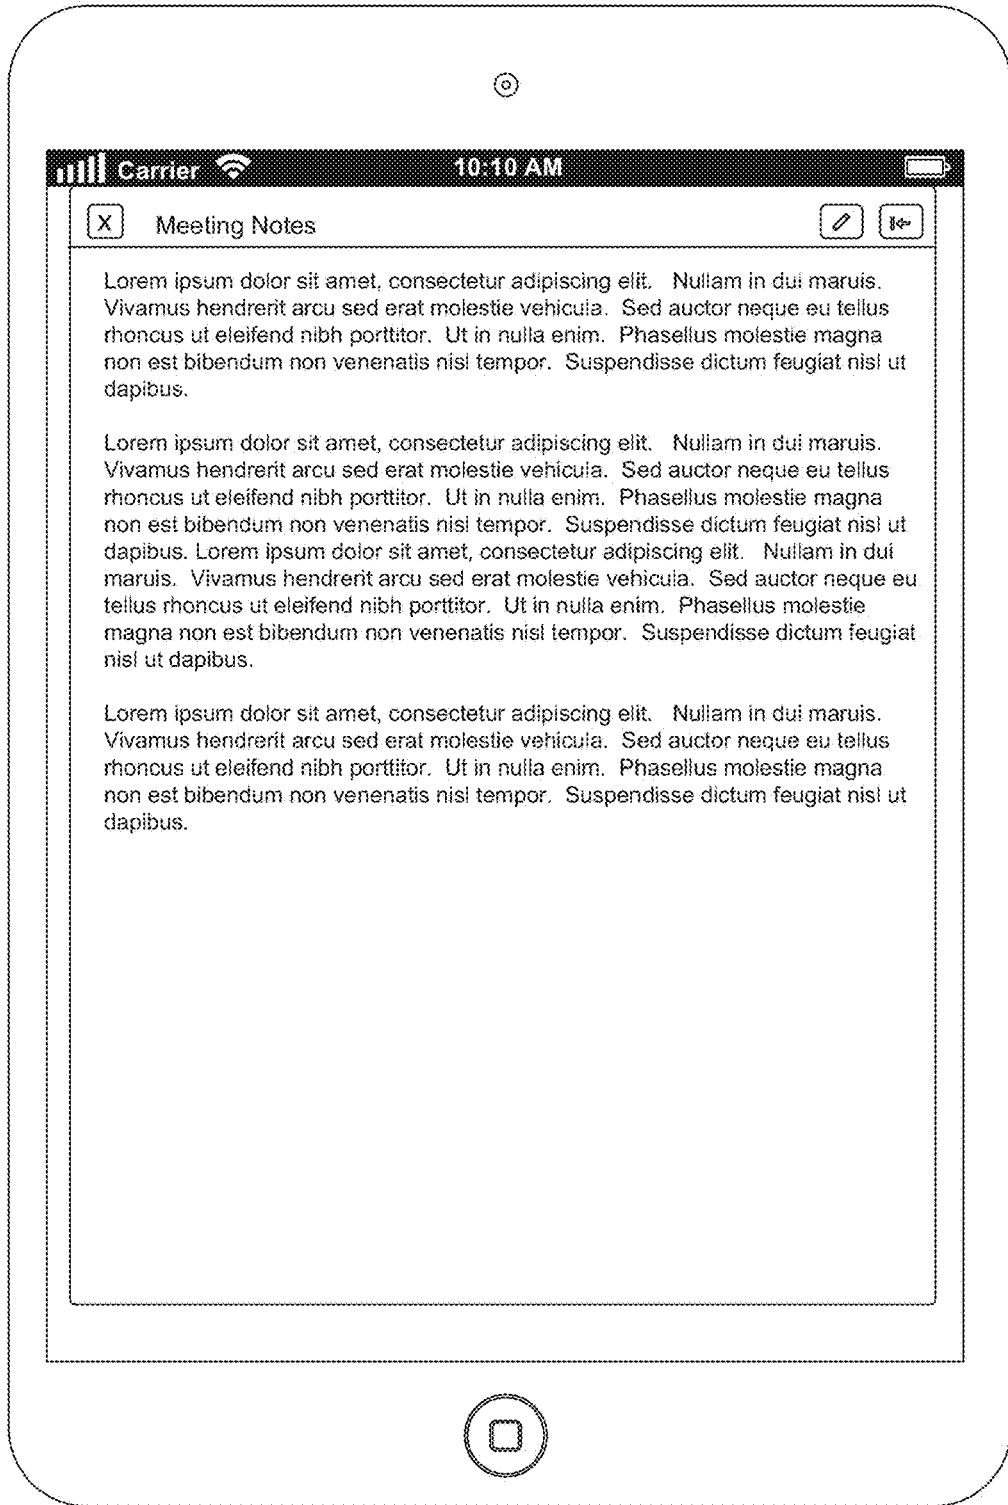 Carrier 10:10 AM
X Meeting Notes
Lorem ipsum dolor sit amet, consectetur adipiscing elit. Nullam in dui maruis.
Vivamus hendrerit arcu sed erat molestie vehicula. Sed auctor neque eu tellus
rhoncus ut eleifend nibh porttitor. Ut in nulla enim. Phasellus molestie magna
non est bibendum non venenatis nisl tempor. Suspendisse dictum feugiat nisl ut
dapibus.
Lorem ipsum dolor sit amet, consectetur adipiscing elit. Nullam in dui maruis.
Vivamus hendrerit arcu sed erat molestie vehicula. Sed auctor neque eu tellus
rhoncus ut eleifend nibh porttitor. Ut in nulla enim. Phasellus molestie magna
non est bibendum non venenatis nisl tempor. Suspendisse dictum feugiat nisl ut
dapibus. Lorem ipsum dolor sit amet, consectetur adipiscing elit. Nullam in dui
maruis. Vivamus hendrerit arcu sed erat molestie vehicula. Sed auctor neque eu
tellus rhoncus ut eleifend nibh porttitor. Ut in nulla enim. Phasellus molestie
magna non est bibendum non venenatis nisl tempor. Suspendisse dictum feugiat
nisl ut dapibus.
Lorem ipsum dolor sit amet, consectetur adipiscing elit. Nullam in dui maruis.
Vivamus hendrerit arcu sed erat molestie vehicula. Sed auctor neque eu tellus
rhoncus ut eleifend nibh porttitor. Ut in nulla enim. Phasellus molestie magna
non est bibendum non venenatis nisl tempor. Suspendisse dictum feugiat nisl ut
dapibus.